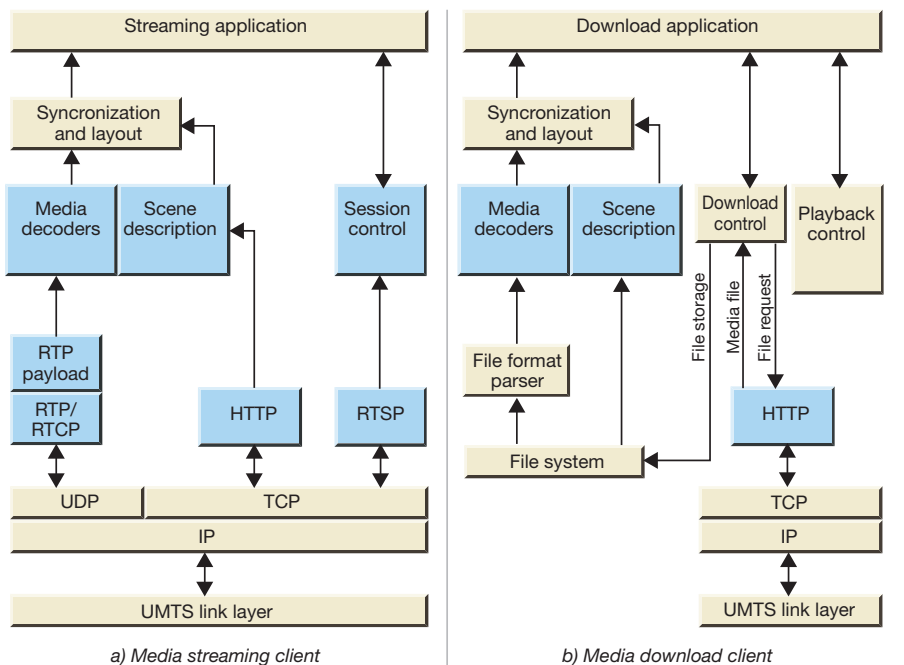 Streaming application
Syncronization
and layout
Media
decoders
Scene
description
Session
control
RTP
payload
RTP/
RTCP
HTTP
RTSP
UDP
TCP
IP
UMTS link layer
a) Media streaming client
Download application
Syncronization
and layout
Media
decoders
Scene
description
Download
control
Playback
control
File storage
Media file
File request
File format
parser
HTTP
File system
TCP
IP
UMTS link layer
b) Media download client